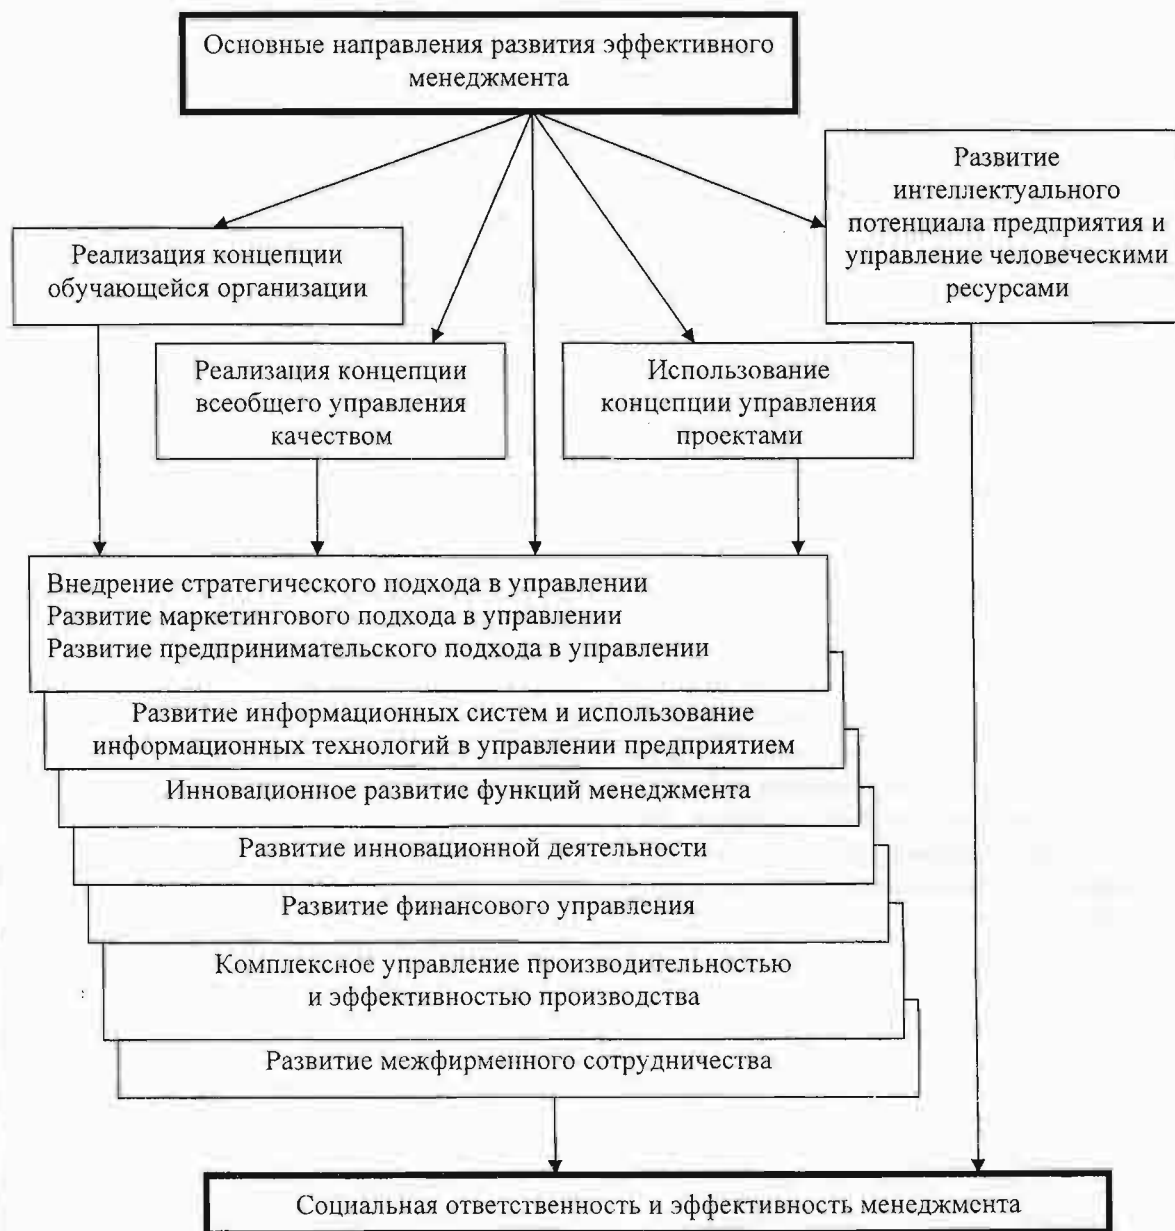 Основные направления развития эффективного
менеджмента
Развитие
интеллектуального
потенциала предприятия и
управление человеческими
ресурсами
Реализация концепции
обучающейся организации
Реализация концепции
всеобщего управления
качеством
Использование
концепции управления
проектами
Внедрение стратегического подхода в управлении
Развитие маркетингового подхода в управлении
Развитие предпринимательского подхода в управлении
Развитие информационных систем и использование
информационных технологий в управлении предприятием
Инновационное развитие функций менеджмента
Развитие инновационной деятельности
Развитие финансового управления
Комплексное управление производительностью
и эффективностью производства
Развитие межфирменного сотрудничества
Социальная ответственность и эффективность менеджмента